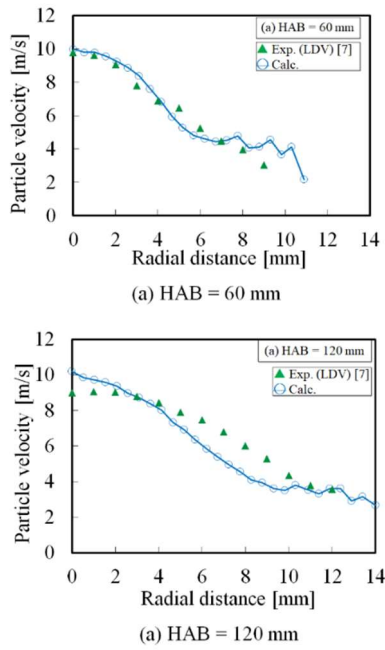 12
(a) HAB = 60 mm
10
Exp. (LDV) [7]
Calc.
8
6
4
2
0
Particle velocity [m/s]
0 2 4 6 8 10 12 14
Radial distance [mm]
(a) HAB = 60 mm
12
(a) HAB = 120 mm
10
Exp. (LDV) [7]
Calc.
8
6
4
2
0
Particle velocity [m/s]
0 2 4 6 8 10 12 14
Radial distance [mm]
(a) HAB = 120 mm